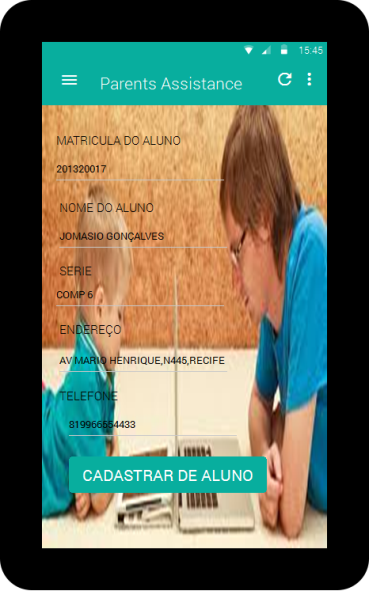 15:45
Parents Assistance
MATRICULA DO ALUNO
201320017
NOME DO ALUNO
JOMASIO GONÇALVES
SERIE
COMP 6
ENDEREÇO
AV MARIO HENRIQUE,N445,RECIFE
TELEFONE
819966554433
CADASTRAR DE ALUNO